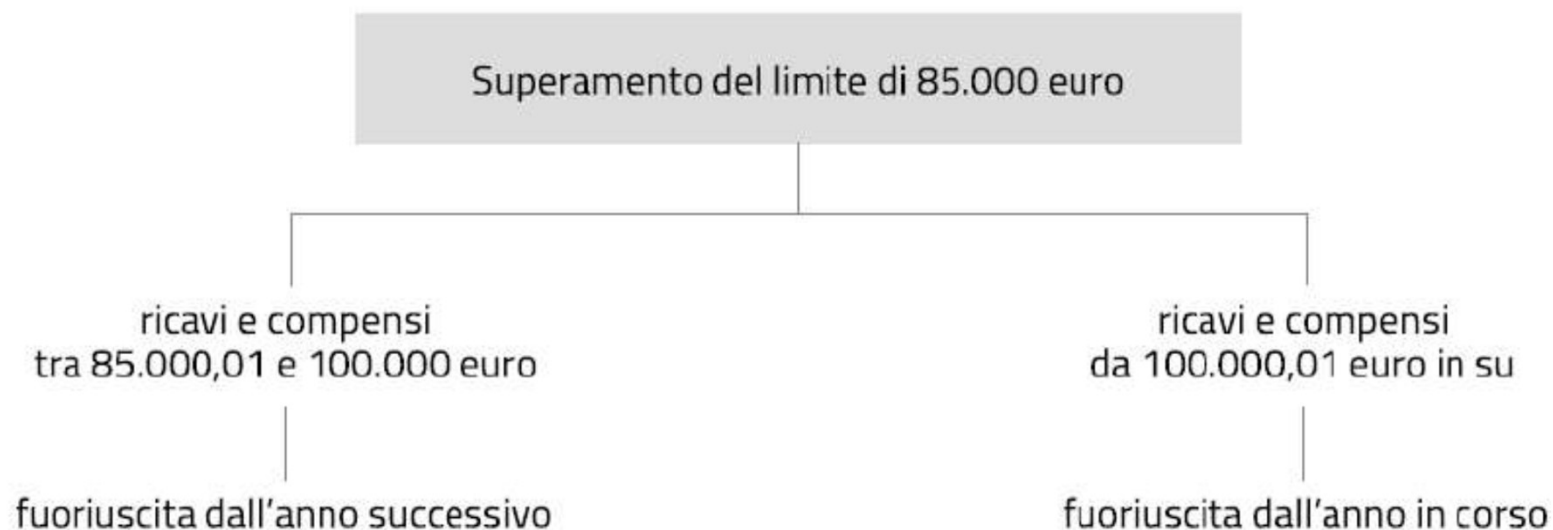 Superamento del limite di 85.000 euro
ricavi e compensi
tra 85.000,01 e 100.000 euro
fuoriuscita dall'anno successivo
ricavi e compensi
da 100.000,01 euro in su
fuoriuscita dall'anno in corso